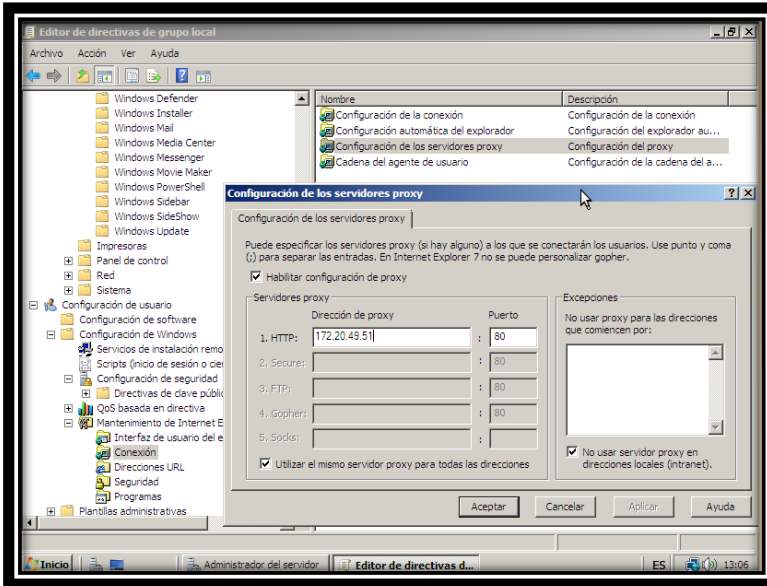 Editor de directivas de grupo local
Archivo Acción Ver Ayuda
Windows Defender
Windows Installer
Windows Mail
Windows Media Center
Windows Messenger
Windows Movie Maker
Windows PowerShell
Windows Sidebar
Windows SideShow
Windows Update
Impresoras
Panel de control
Red
Sistema
Configuración de usuario
Configuración de software
Configuración de Windows
Servicios de instalación remo
Scripts (inicio de sesión o cier
Configuración de seguridad
Directivas de clave públic
QoS basada en directiva
Mantenimiento de Internet E
Interfaz de usuario del e
Conexión
Direcciones URL
Seguridad
Programas
Plantillas administrativas
Nombre Descripción
Configuración de la conexión Configuración de la conexión
Configuración automática del explorador Configuración del explorador au...
Configuración de los servidores proxy Configuración del proxy
Cadena del agente de usuario Configuración de la cadena del a...
Configuración de los servidores proxy
Configuración de los servidores proxy
Puede especificar los servidores proxy (si hay alguno) a los que se conectarán los usuarios. Use punto y coma
(;) para separar las entradas. En Internet Explorer 7 no se puede personalizar gopher.
Habilitar configuración de proxy
Servidores proxy
Dirección de proxy Puerto
1. HTTP: 172.20.49.51 : 80
2. Secure: : 80
3. FTP: : 80
4. Gopher: : 80
5. Socks: :
Utilizar el mismo servidor proxy para todas las direcciones
Excepciones
No usar proxy para las direcciones
que comiencen por:
No usar servidor proxy en
direcciones locales (intranet).
Aceptar Cancelar Aplicar Ayuda
Inicio Administrador del servidor Editor de directivas d... ES 13:06